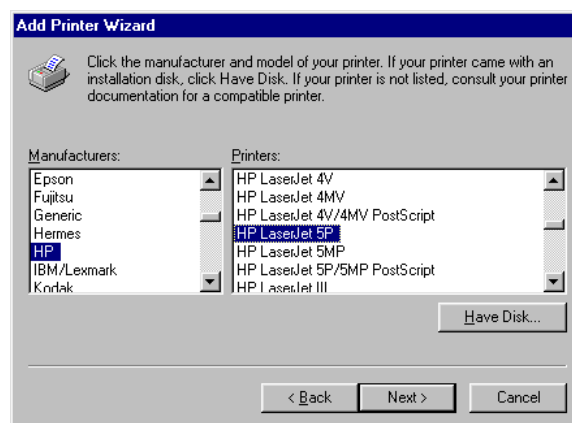 Add Printer Wizard
Click the manufacturer and model of your printer. If your printer came with an
installation disk, click Have Disk. If your printer is not listed, consult your printer
documentation for a compatible printer.
Manufacturers:
Printers:
Epson
Fujitsu
Generic
Hermes
HP
IBM/Lexmark
Kodak
HP LaserJet 4V
HP LaserJet 4MV
HP LaserJet 4V/4MV PostScript
HP LaserJet 5P
HP LaserJet 5MP
HP LaserJet 5P/5MP PostScript
HP LaserJet III
Have Disk...
< Back
Next >
Cancel